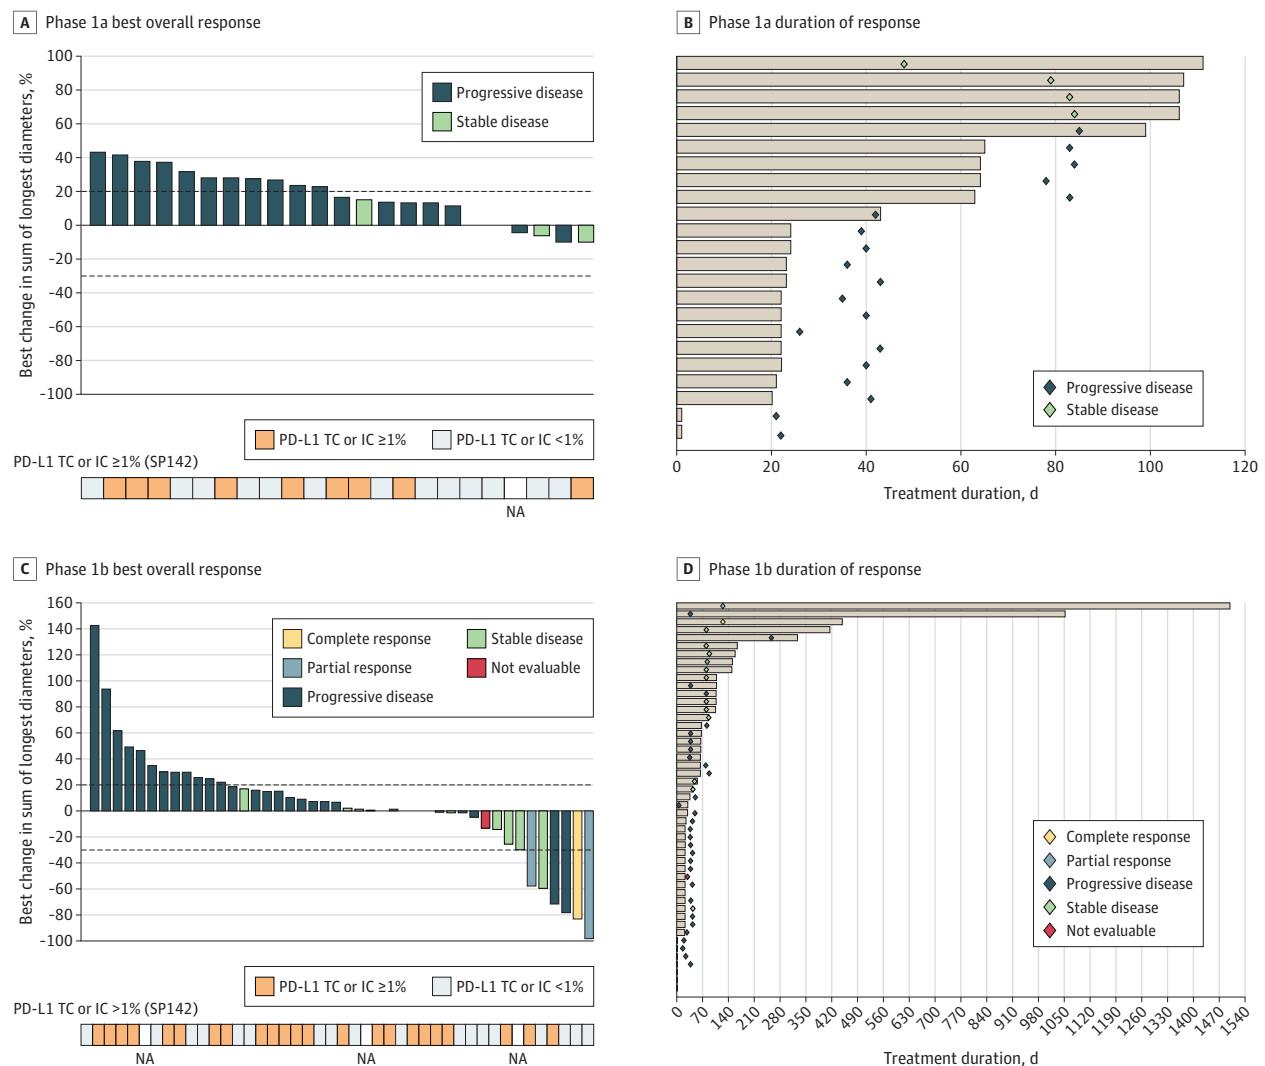 A Phase 1a best overall response
Best change in sum of longest diameters, %
100
80
60
40
20
0
-20
-40
-60
-80
-100
Progressive disease
Stable disease
PD-L1 TC or IC ≥1% PD-L1 TC or IC <1%
PD-L1 TC or IC ≥1% (SP142)
NA
B Phase 1a duration of response
Progressive disease
Stable disease
0 20 40 60 80 100 120
Treatment duration, d
C Phase 1b best overall response
Best change in sum of longest diameters, %
160
140
120
100
80
60
40
20
0
-20
-40
-60
-80
-100
Complete response Stable disease
Partial response Not evaluable
Progressive disease
PD-L1 TC or IC ≥1% PD-L1 TC or IC <1%
PD-L1 TC or IC >1% (SP142)
NA NA NA
D Phase 1b duration of response
Complete response
Partial response
Progressive disease
Stable disease
Not evaluable
0 70 140 210 280 350 420 490 560 630 700 770 840 910 980 1050 1120 1190 1260 1330 1400 1470 1540
Treatment duration, d